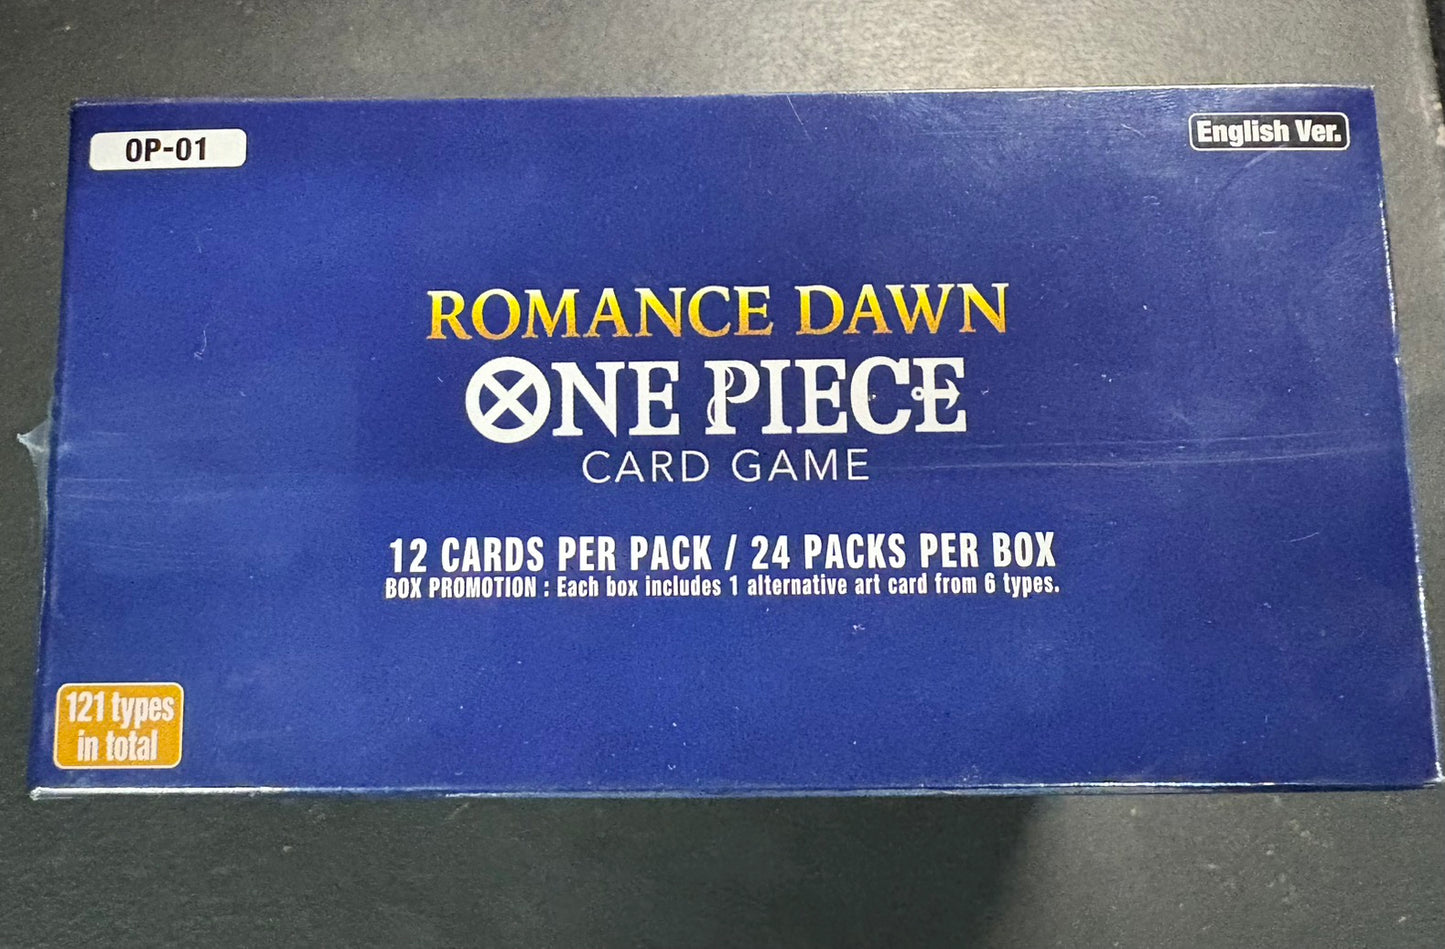 OP-01
English Ver.
ROMANCE DAWN
ONE PIECE
CARD GAME
12 CARDS PER PACK / 24 PACKS PER BOX
BOX PROMOTION : Each box includes 1 alternative art card from 6 types.
121 types
in total